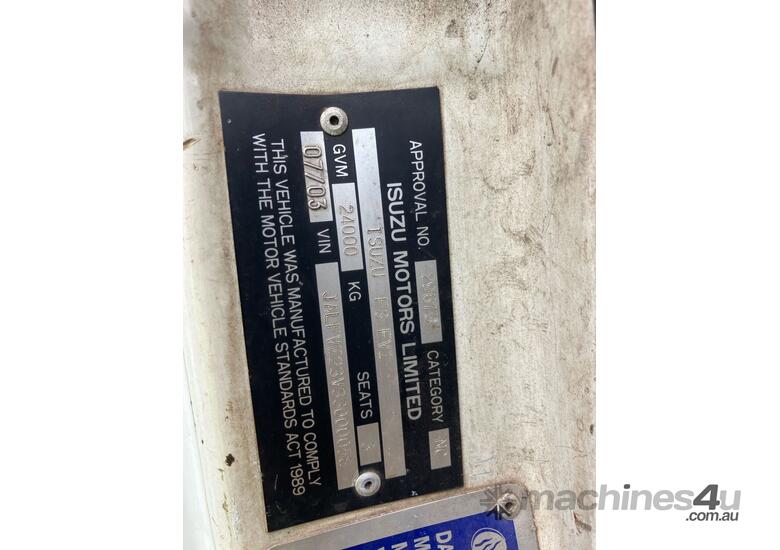 APPROVAL NO. CATEGORY NC
ISUZU MOTORS LIMITED
ISUZU
GVM 24000 KG SEATS 3
07/03 VIN
THIS VEHICLE WAS MANUFACTURED TO COMPLY
WITH THE MOTOR VEHICLE STANDARDS ACT 1989
machines4u
.com.au